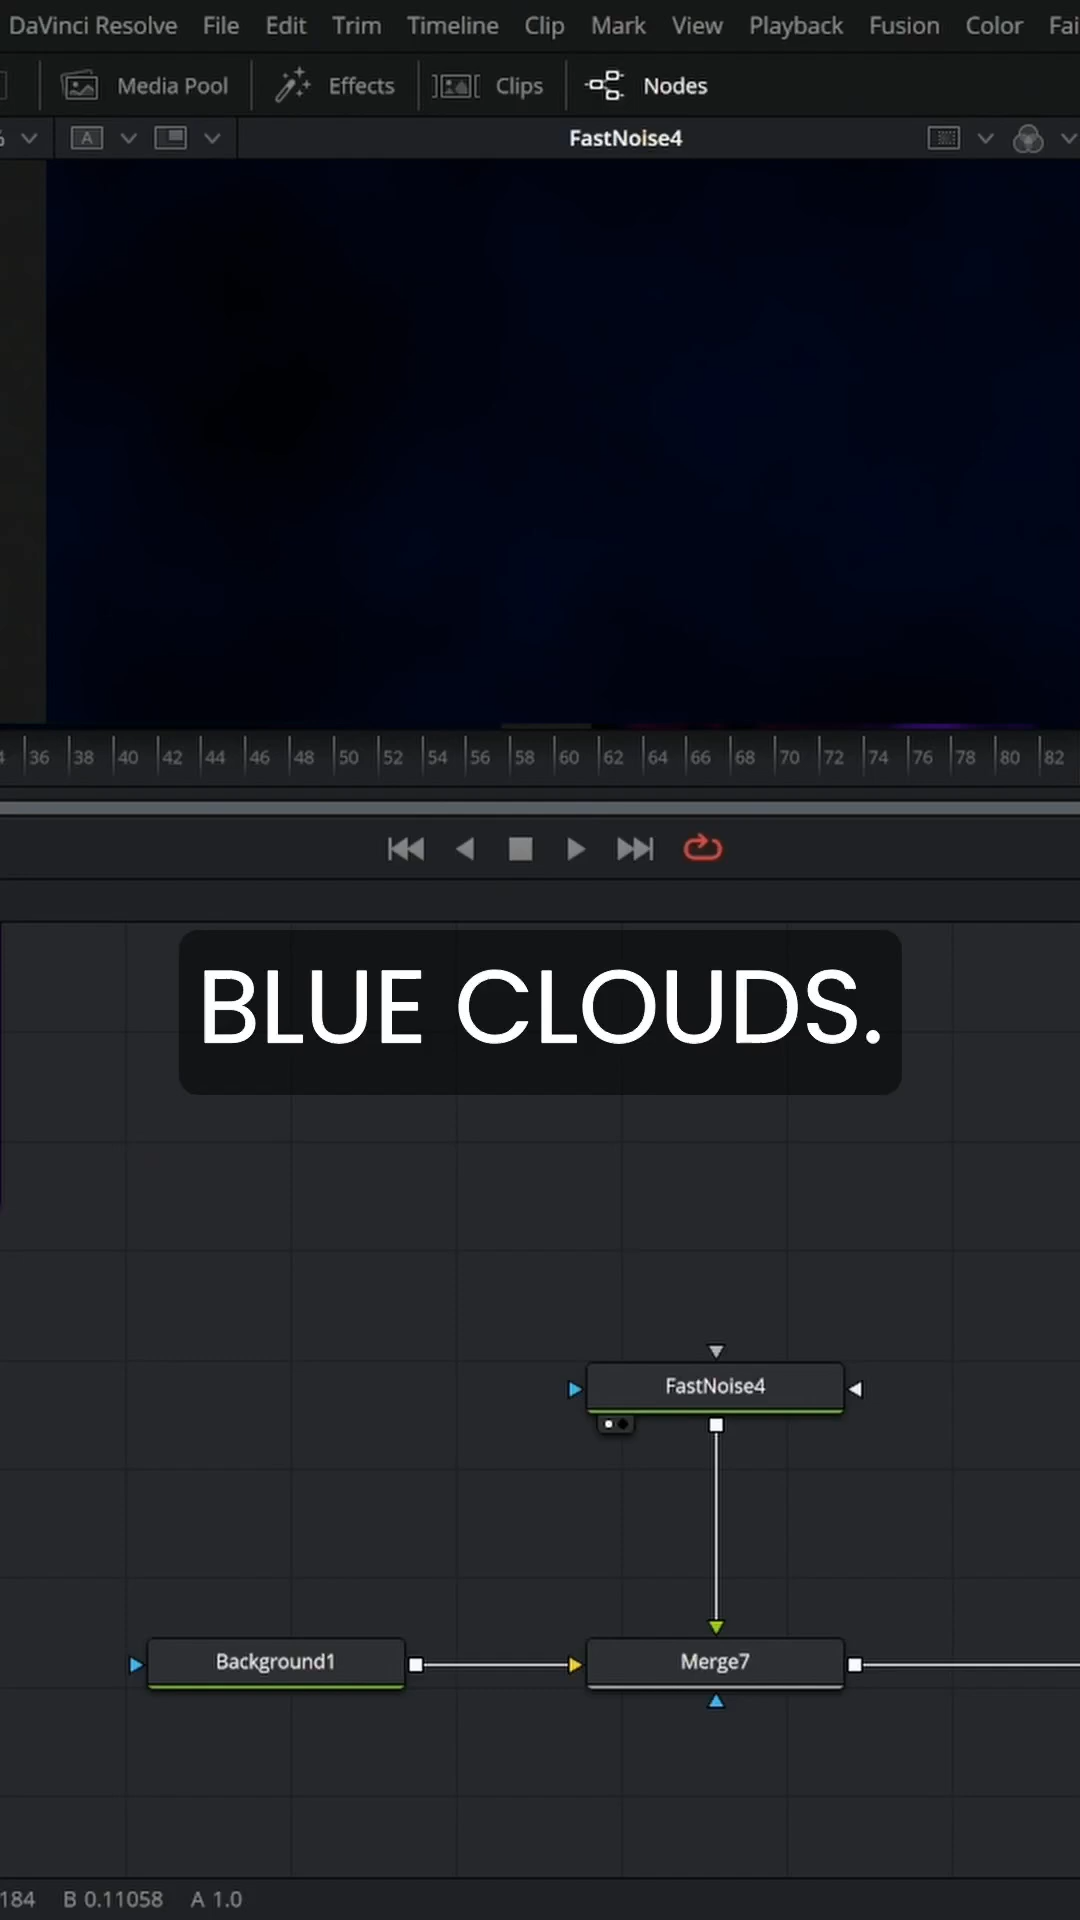 DaVinci Resolve File Edit Trim Timeline Clip Mark View Playback Fusion Color Fai
Media Pool Effects Clips Nodes
A FastNoise4
36 38 40 42 44 46 48 50 52 54 56 58 60 62 64 66 68 70 72 74 76 78 80 82
BLUE CLOUDS.
FastNoise4
Background1 Merge7
184 B 0.11058 A 1.0